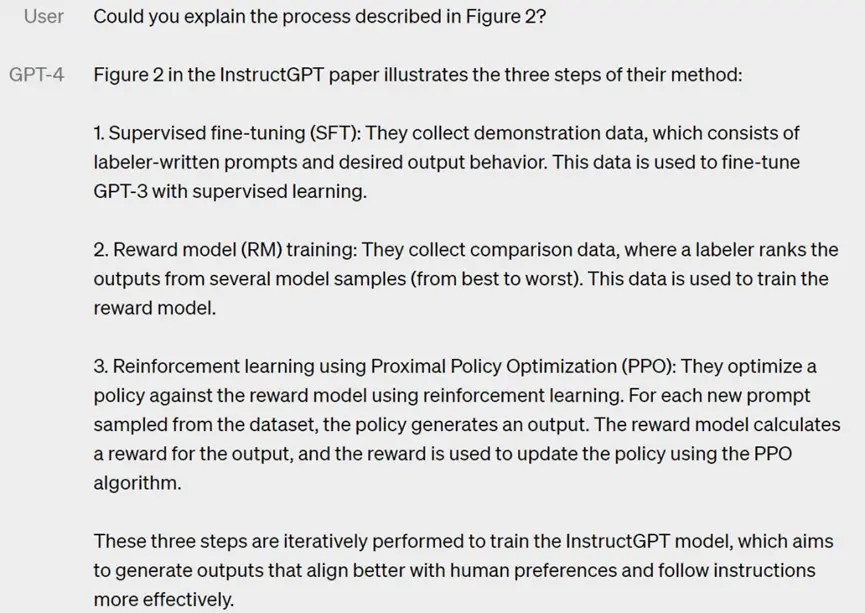 User Could you explain the process described in Figure 2?
GPT-4 Figure 2 in the InstructGPT paper illustrates the three steps of their method:
1. Supervised fine-tuning (SFT): They collect demonstration data, which consists of
labeler-written prompts and desired output behavior. This data is used to fine-tune
GPT-3 with supervised learning.
2. Reward model (RM) training: They collect comparison data, where a labeler ranks the
outputs from several model samples (from best to worst). This data is used to train the
reward model.
3. Reinforcement learning using Proximal Policy Optimization (PPO): They optimize a
policy against the reward model using reinforcement learning. For each new prompt
sampled from the dataset, the policy generates an output. The reward model calculates
a reward for the output, and the reward is used to update the policy using the PPO
algorithm.
These three steps are iteratively performed to train the InstructGPT model, which aims
to generate outputs that align better with human preferences and follow instructions
more effectively.